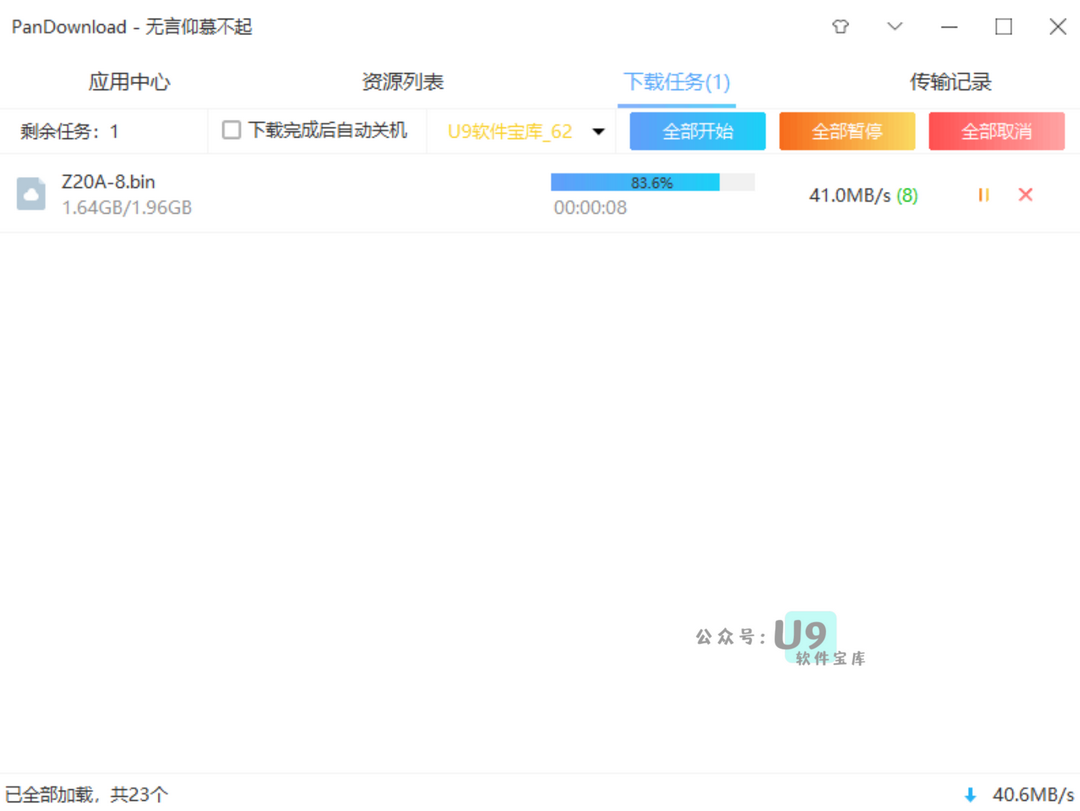 PanDownload - 无言仰慕不起
应用中心 资源列表 下载任务(1) 传输记录
剩余任务：1 下载完成后自动关机 U9软件宝库_62 全部开始 全部暂停 全部取消
Z20A-8.bin 83.6% 41.0MB/s (8)
1.64GB/1.96GB 00:00:08
公众号：U9
软件宝库
已全部加载，共23个 40.6MB/s